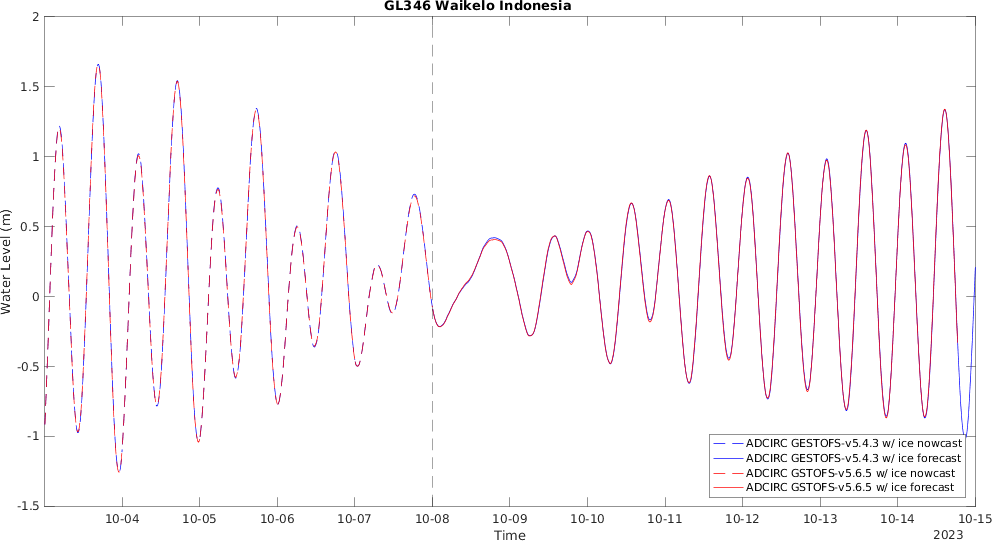 GL346 Waikelo Indonesia
2
1.5
1
0.5
0
-0.5
-1
-1.5
Water Level (m)
ADCIRC GESTOFS-v5.4.3 w/ ice nowcast
ADCIRC GESTOFS-v5.4.3 w/ ice forecast
ADCIRC GSTOFS-v5.6.5 w/ ice nowcast
ADCIRC GSTOFS-v5.6.5 w/ ice forecast
10-04 10-05 10-06 10-07 10-08 10-09 10-10 10-11 10-12 10-13 10-14 10-15
Time
2023